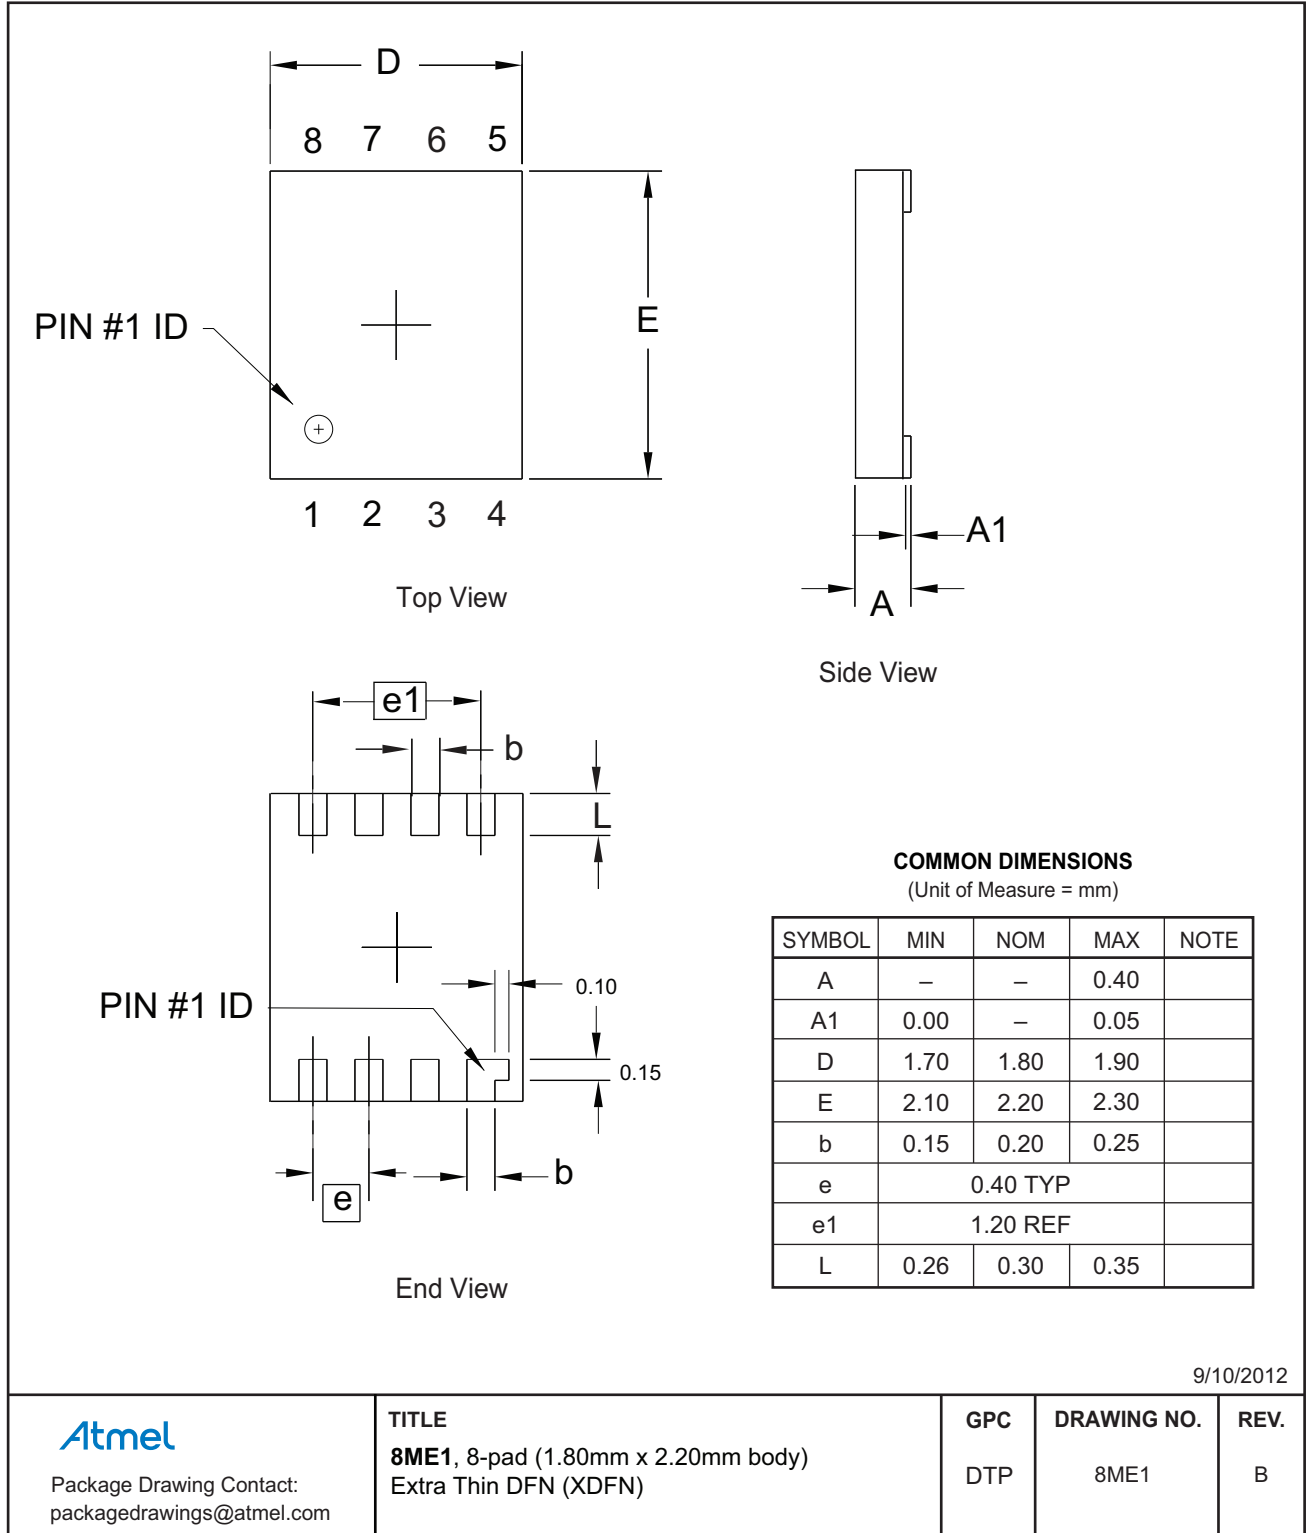 D
8 7 6 5
E
PIN #1 ID
1 2 3 4
A1
A
Top View
Side View
e1
b
L
COMMON DIMENSIONS
(Unit of Measure = mm)
SYMBOL MIN NOM MAX NOTE
A – – 0.40
A1 0.00 – 0.05
D 1.70 1.80 1.90
E 2.10 2.20 2.30
b 0.15 0.20 0.25
e 0.40 TYP
e1 1.20 REF
L 0.26 0.30 0.35
0.10
PIN #1 ID
0.15
b
e
End View
9/10/2012
Atmel
Package Drawing Contact:
packagedrawings@atmel.com
TITLE
8ME1, 8-pad (1.80mm x 2.20mm body)
Extra Thin DFN (XDFN)
GPC
DTP
DRAWING NO.
8ME1
REV.
B